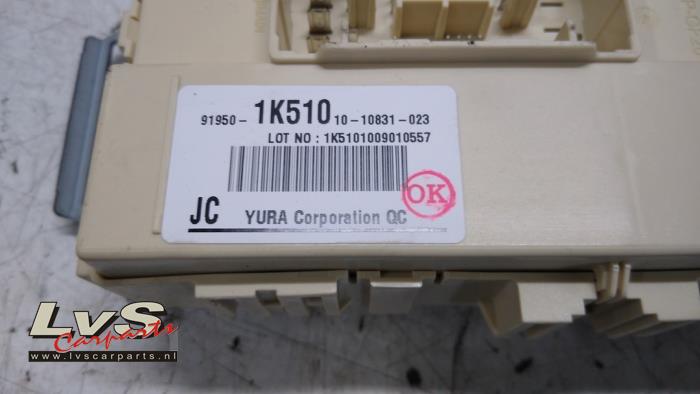 91950- 1K510 10-10831-023
LOT NO : 1K5101009010557
OK
JC YURA Corporation QC
LvS
Carparts
www.lvscarparts.nl